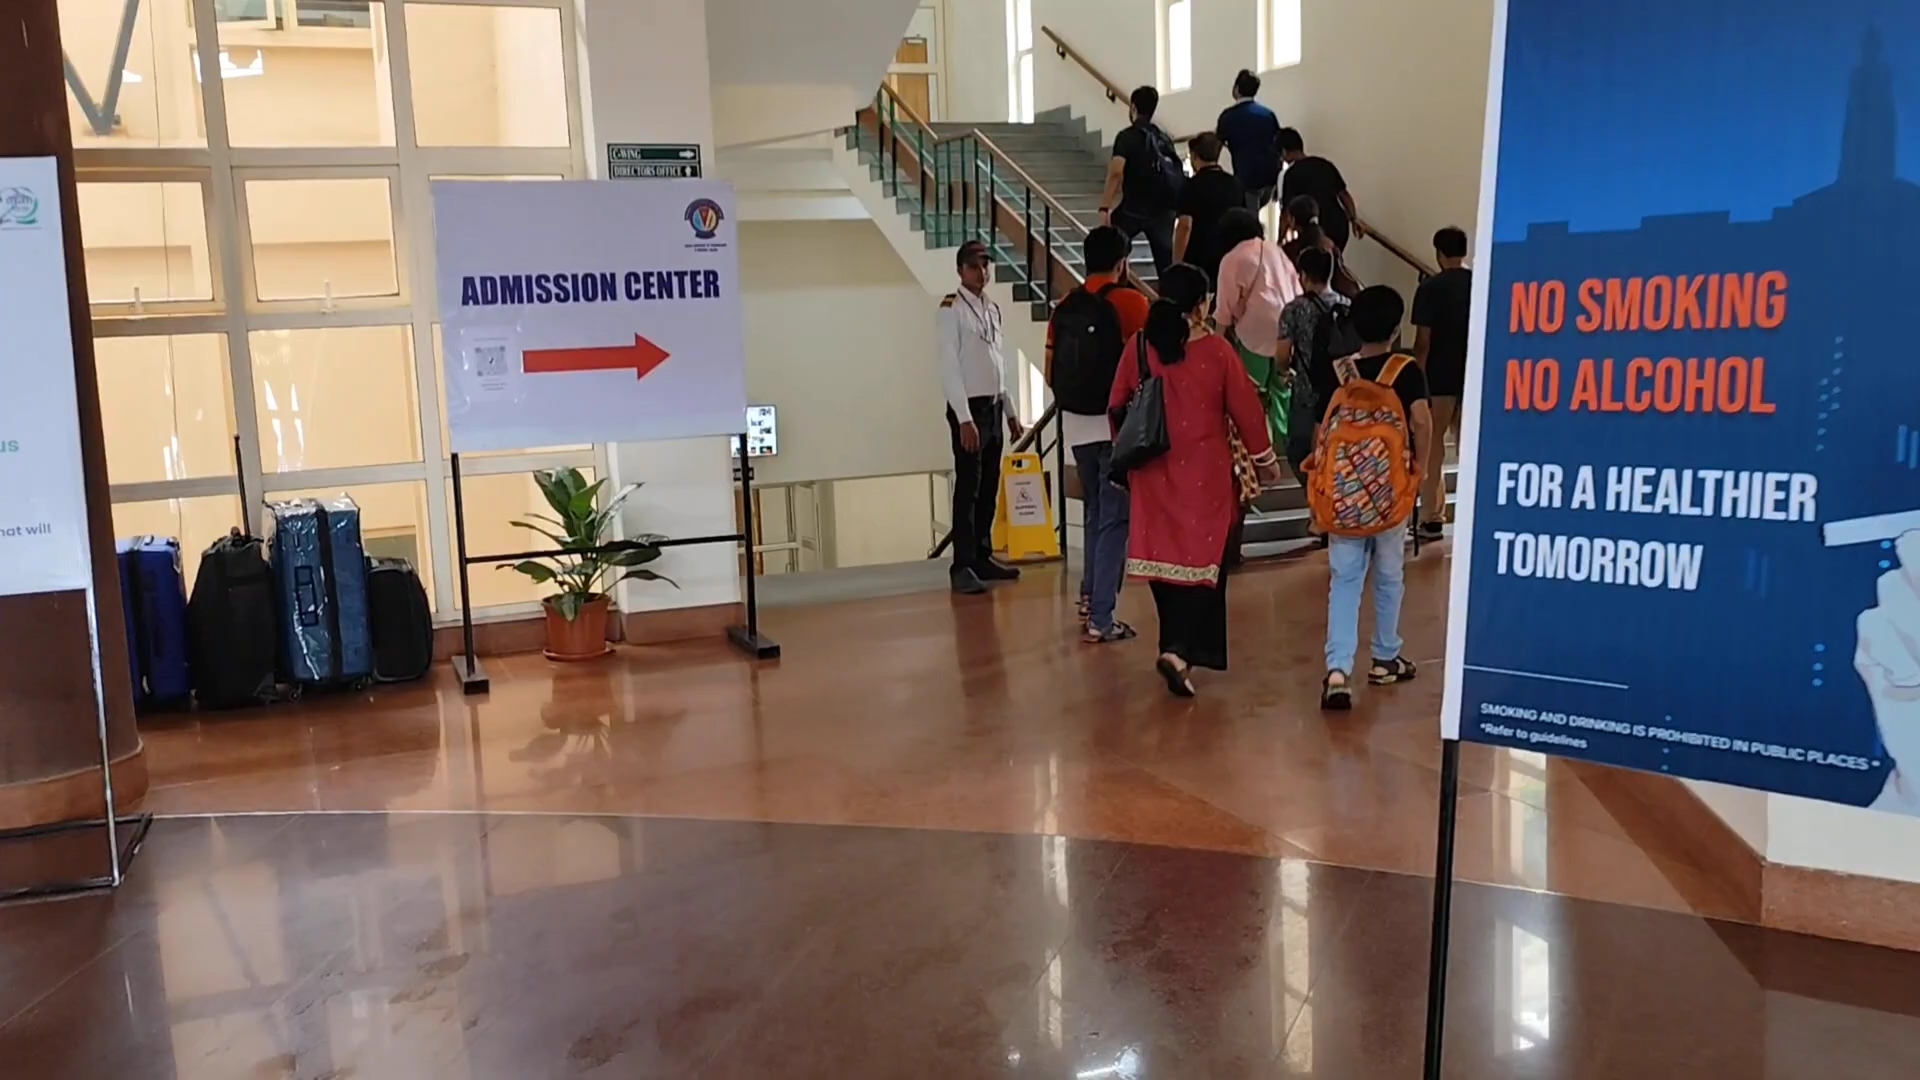 C-WING
DIRECTORS OFFICE
ADMISSION CENTER
us
hat will
NO SMOKING
NO ALCOHOL
FOR A HEALTHIER
TOMORROW
SMOKING AND DRINKING IS PROHIBITED IN PUBLIC PLACES*
*Refer to guidelines